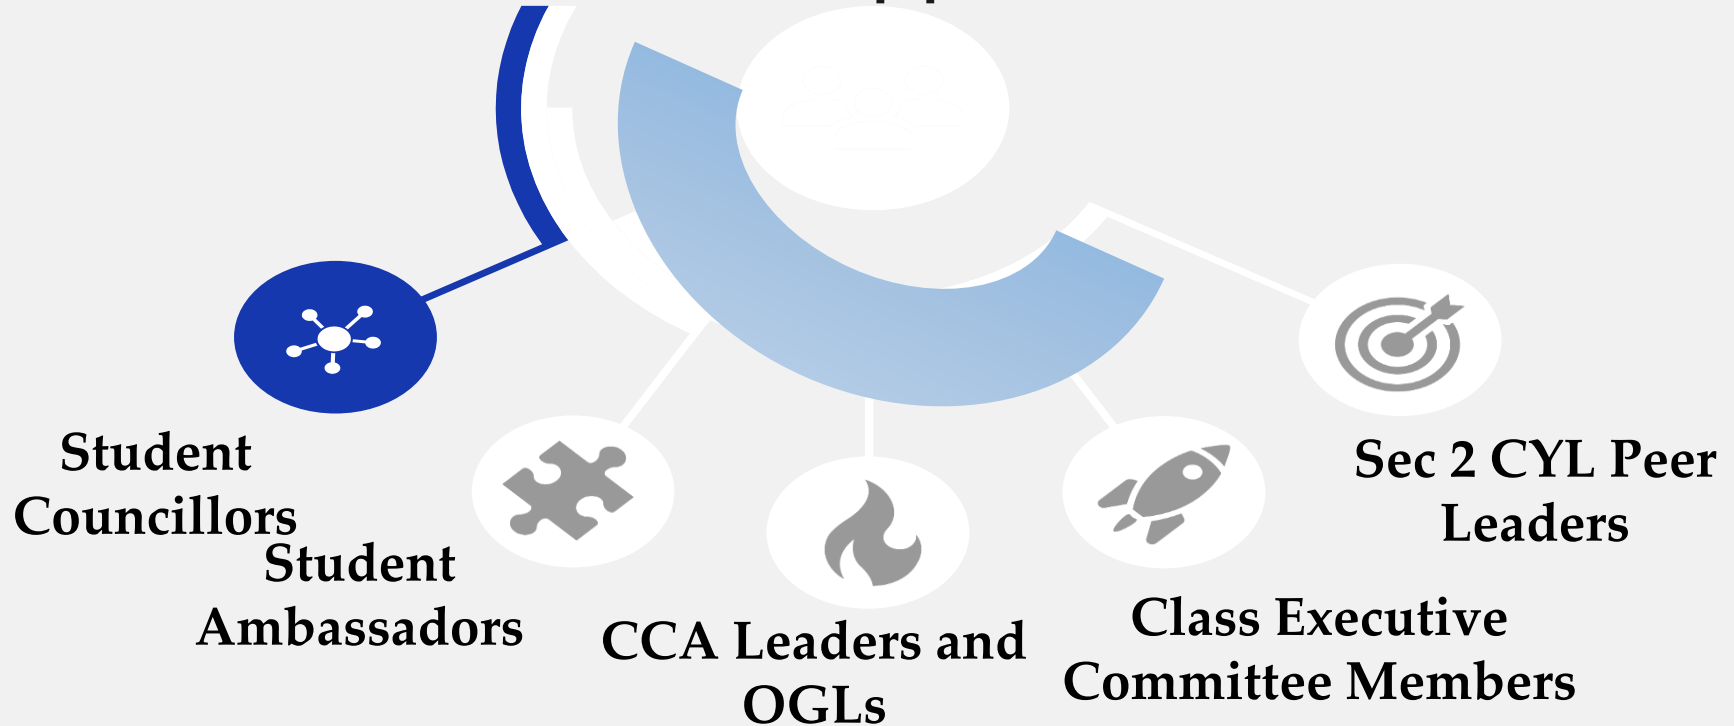 Student
Councillors
Student
Ambassadors
CCA Leaders and
OGLs
Class Executive
Committee Members
Sec 2 CYL Peer
Leaders